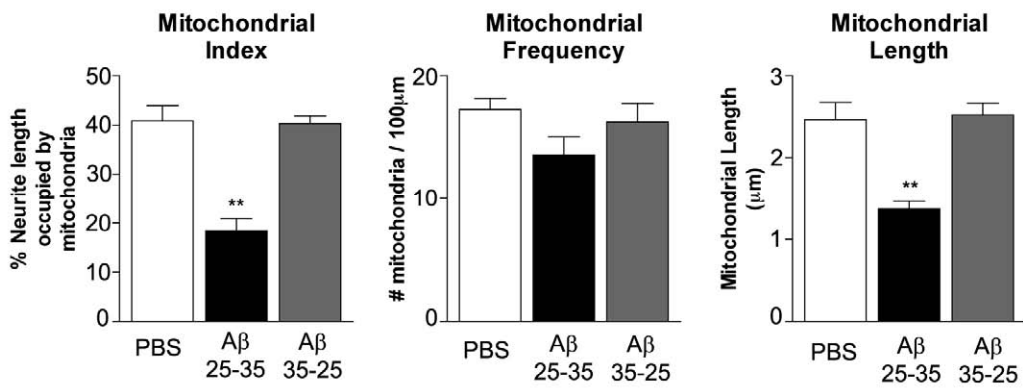 Mitochondrial
Index
% Neurite length
occupied by
mitochondria
50
40
30
20
10
0
**
PBS
Aβ
25-35
Aβ
35-25
Mitochondrial
Frequency
# mitochondria / 100μm
20
10
0
PBS
Aβ
25-35
Aβ
35-25
Mitochondrial
Length
Mitochondrial Length
(μm)
3
2
1
0
**
PBS
Aβ
25-35
Aβ
35-25